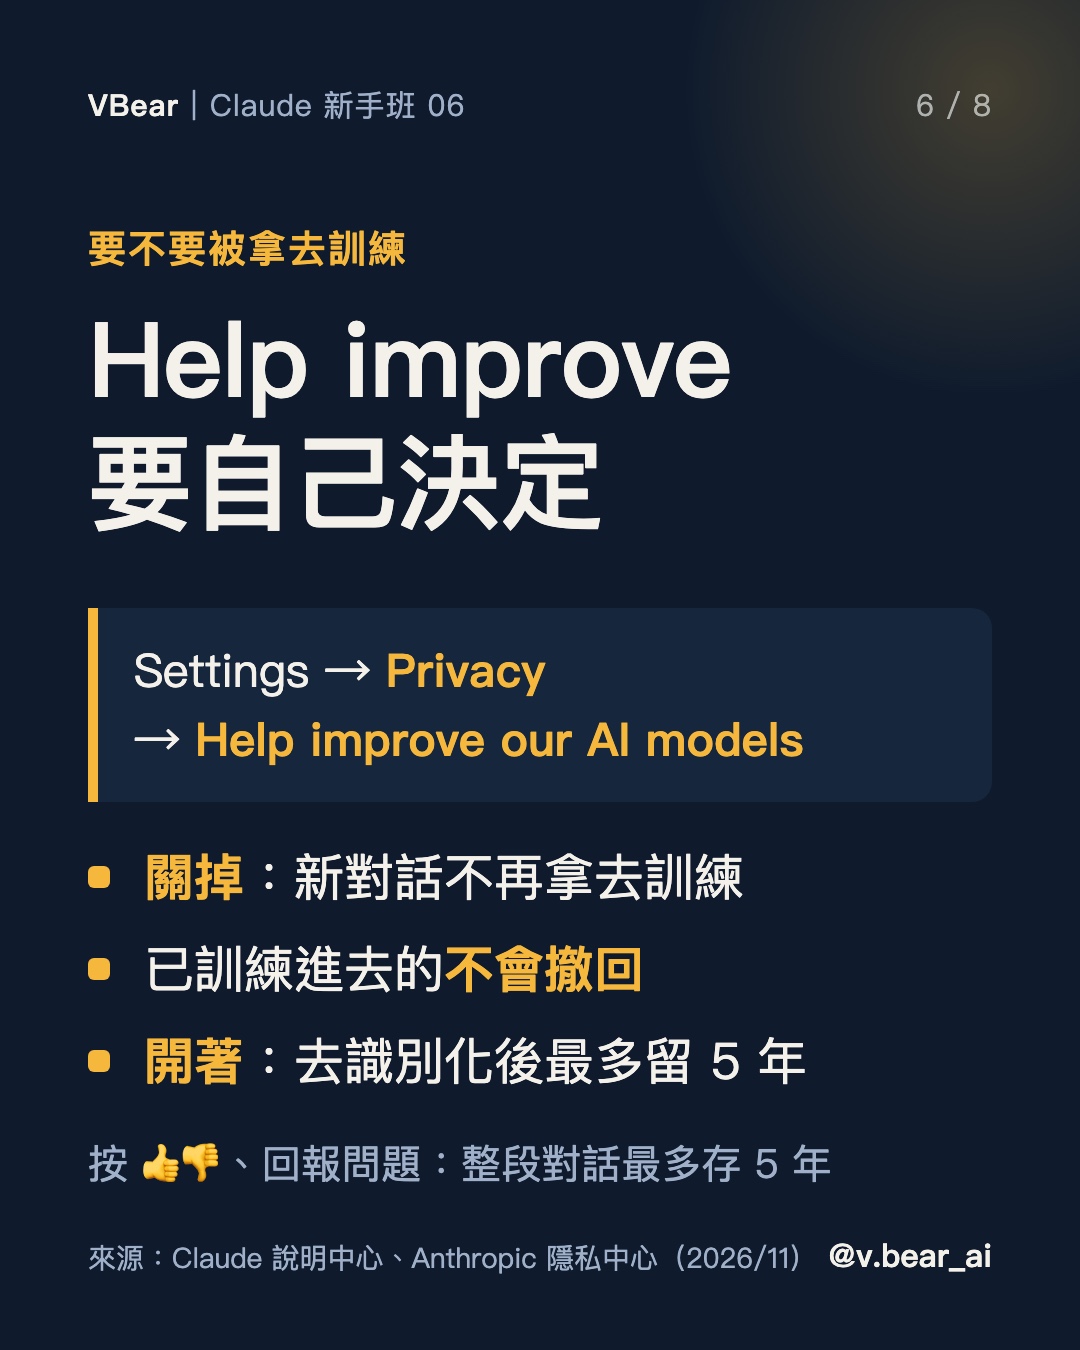 VBear | Claude 新手班 06
6 / 8
要不要被拿去訓練
Help improve
要自己決定
Settings → Privacy
→ Help improve our AI models
關掉：新對話不再拿去訓練
已訓練進去的不會撤回
開著：去識別化後最多留 5 年
按 👍👎、回報問題：整段對話最多存 5 年
來源：Claude 說明中心、Anthropic 隱私中心（2026/11）
@v.bear_ai